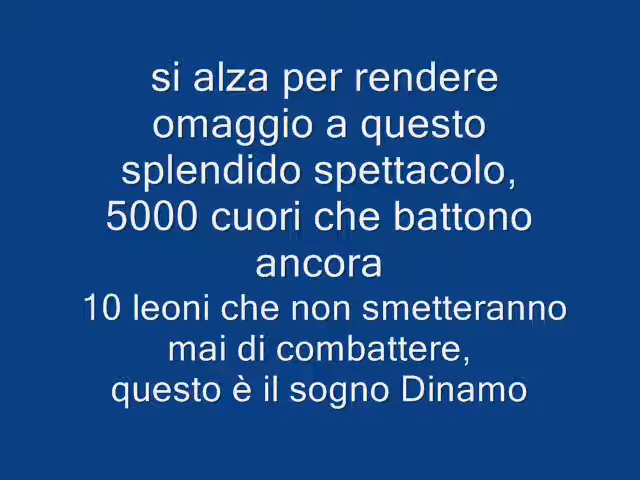 si alza per rendere
omaggio a questo
splendido spettacolo,
5000 cuori che battono
ancora
10 leoni che non smetteranno
mai di combattere,
questo è il sogno Dinamo